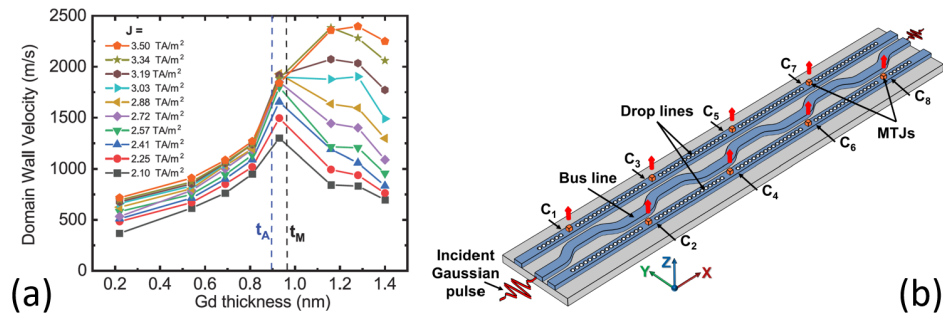 (a)
Domain Wall Velocity (m/s)
2500
2000
1500
1000
500
0
J =
3.50 TA/m²
3.34 TA/m²
3.19 TA/m²
3.03 TA/m²
2.88 TA/m²
2.72 TA/m²
2.57 TA/m²
2.41 TA/m²
2.25 TA/m²
2.10 TA/m²
t_A
t_M
0.2 0.4 0.6 0.8 1.0 1.2 1.4
Gd thickness (nm)
C₇
C₈
MTJs
Drop lines
C₅
C₆
C₃
Bus line
C₄
C₁
C₂
Incident
Gaussian
pulse
Z
Y
X
(b)